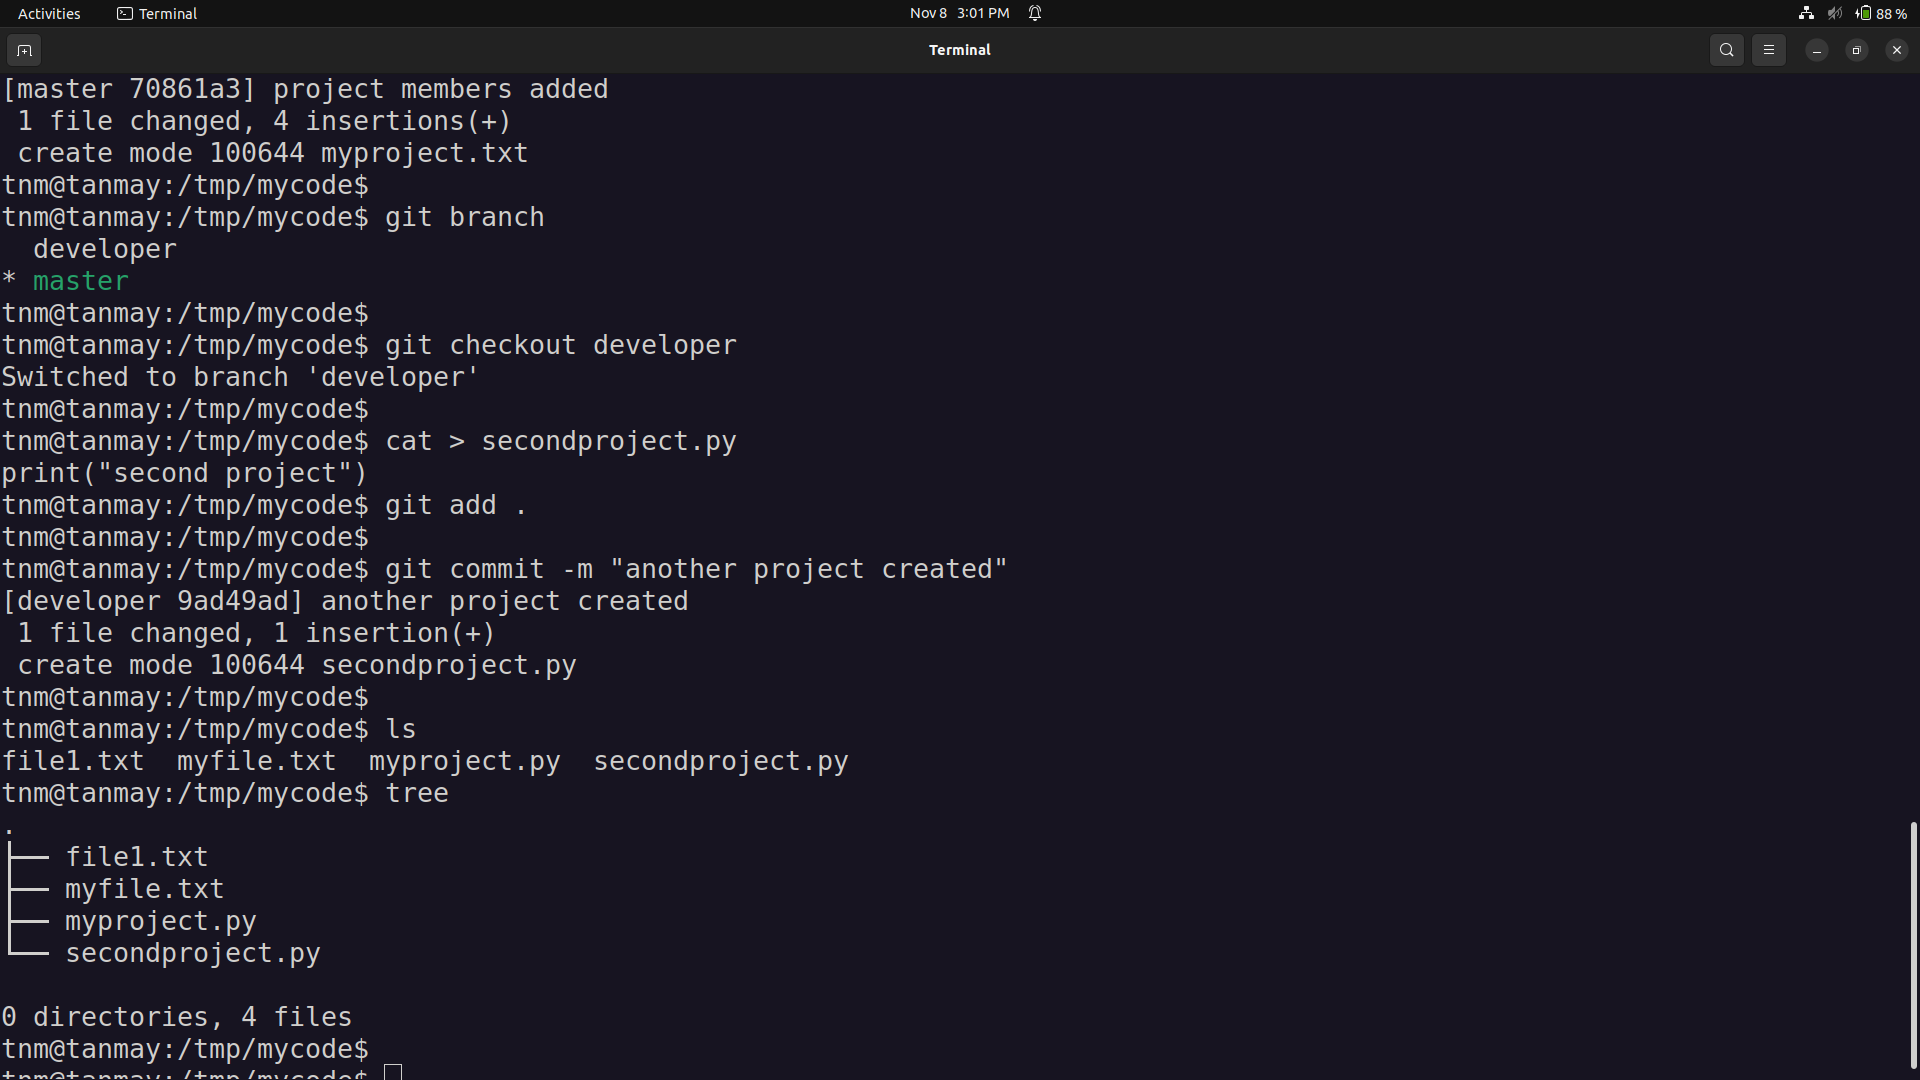 Activities Terminal Nov 8 3:01 PM 88 %
Terminal
[master 70861a3] project members added
 1 file changed, 4 insertions(+)
 create mode 100644 myproject.txt
tnm@tanmay:/tmp/mycode$
tnm@tanmay:/tmp/mycode$ git branch
  developer
* master
tnm@tanmay:/tmp/mycode$
tnm@tanmay:/tmp/mycode$ git checkout developer
Switched to branch 'developer'
tnm@tanmay:/tmp/mycode$
tnm@tanmay:/tmp/mycode$ cat > secondproject.py
print("second project")
tnm@tanmay:/tmp/mycode$ git add .
tnm@tanmay:/tmp/mycode$
tnm@tanmay:/tmp/mycode$ git commit -m "another project created"
[developer 9ad49ad] another project created
 1 file changed, 1 insertion(+)
 create mode 100644 secondproject.py
tnm@tanmay:/tmp/mycode$
tnm@tanmay:/tmp/mycode$ ls
file1.txt  myfile.txt  myproject.py  secondproject.py
tnm@tanmay:/tmp/mycode$ tree
.
├── file1.txt
├── myfile.txt
├── myproject.py
└── secondproject.py

0 directories, 4 files
tnm@tanmay:/tmp/mycode$
tnm@tanmay:/tmp/mycode$